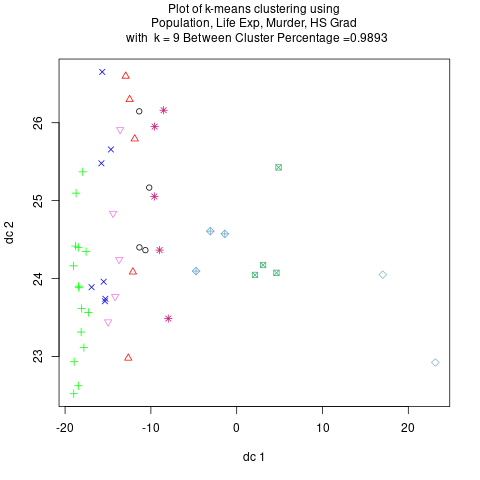 Plot of k-means clustering using
Population, Life Exp, Murder, HS Grad
with k = 9 Between Cluster Percentage =0.9893
26
25
24
23
dc 2
-20 -10 0 10 20
dc 1